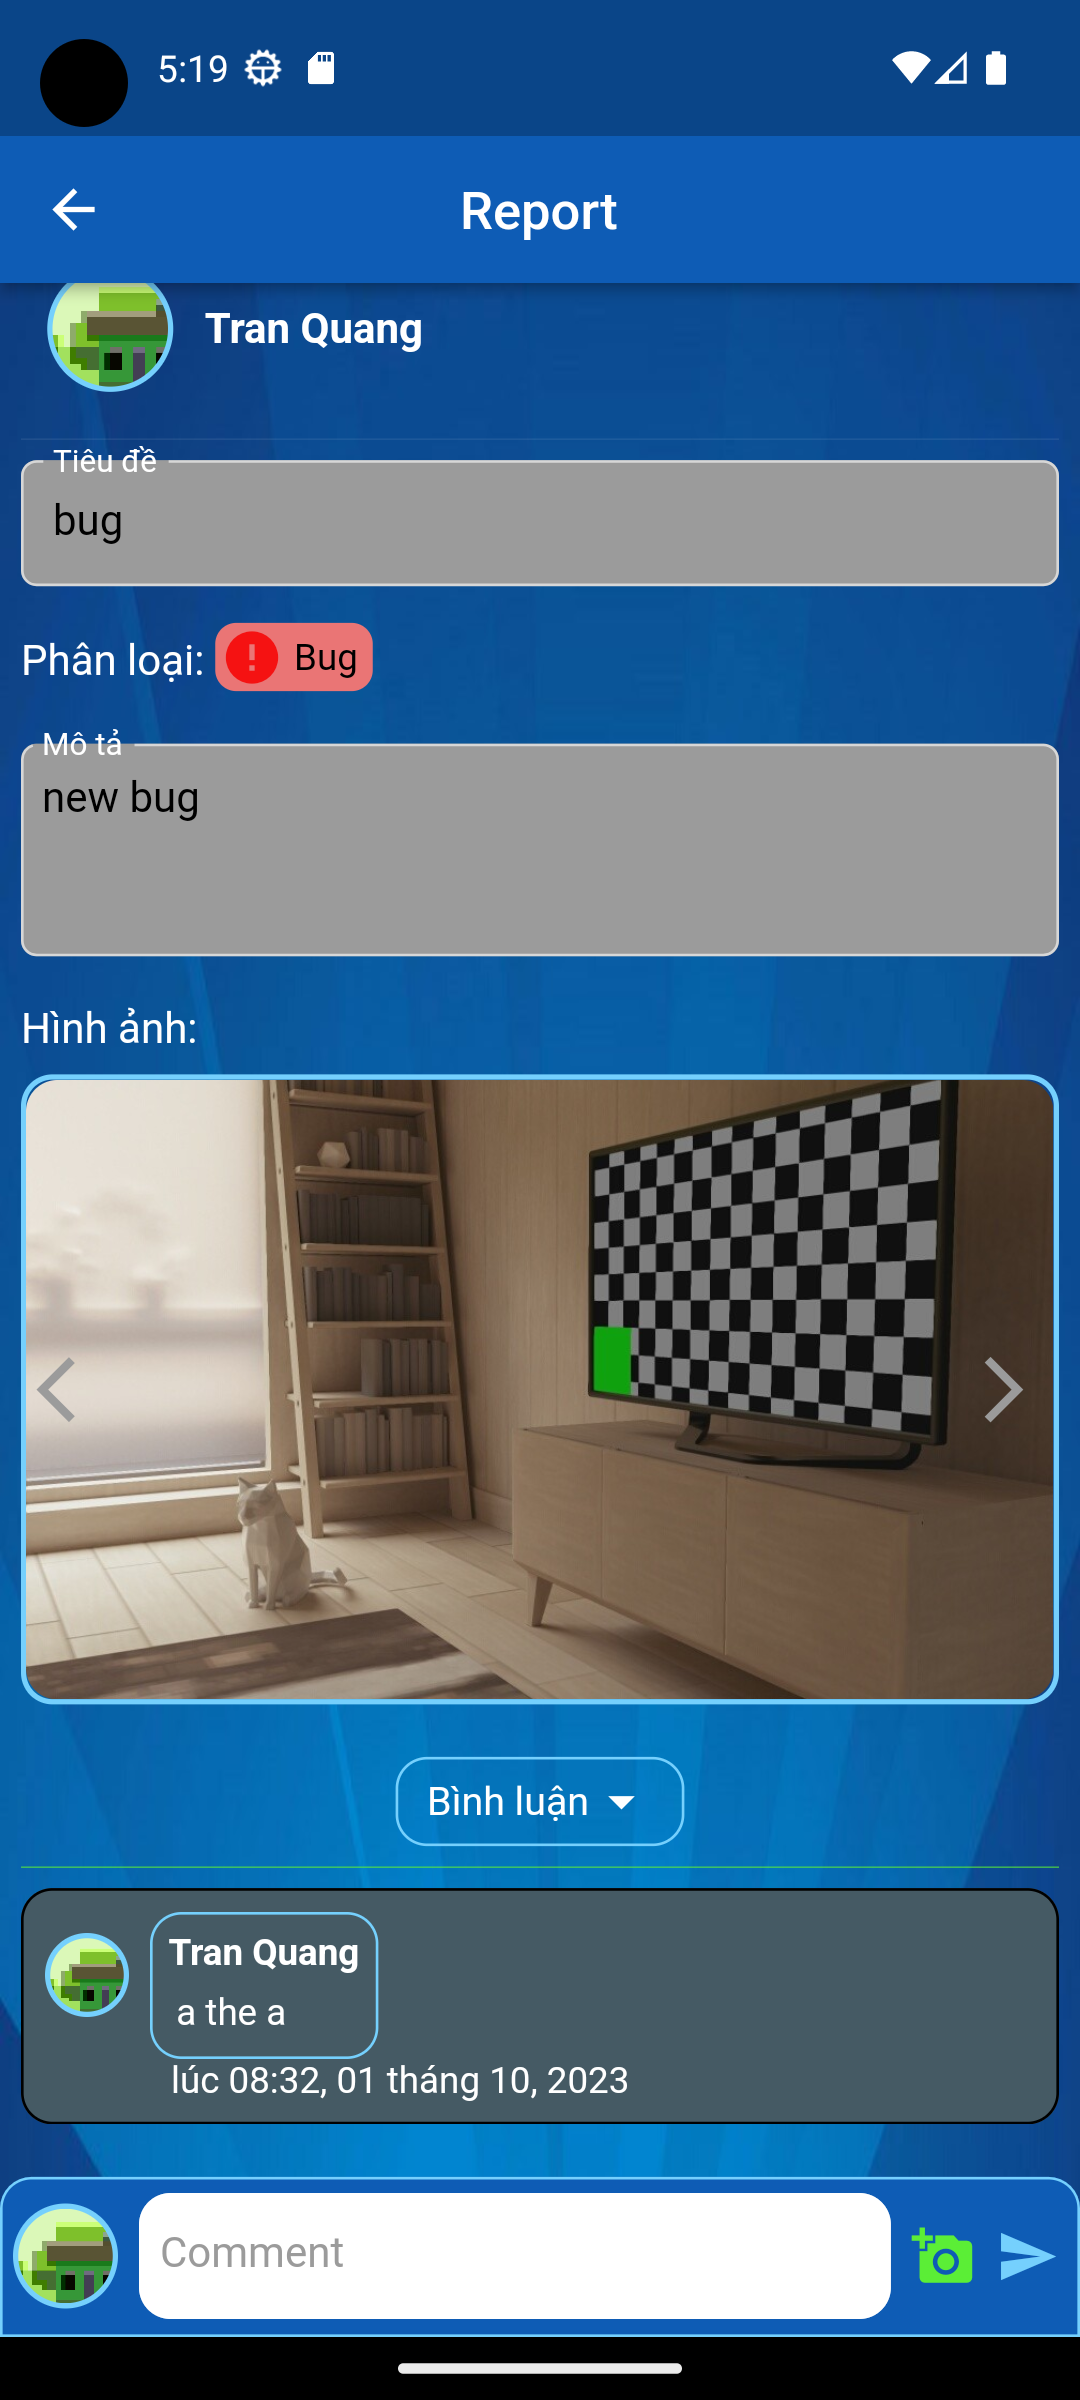 5:19
Report
Tran Quang
Tiêu đề
bug
Phân loại:
Bug
Mô tả
new bug
Hình ảnh:
Bình luận
Tran Quang
a the a
lúc 08:32, 01 tháng 10, 2023
Comment